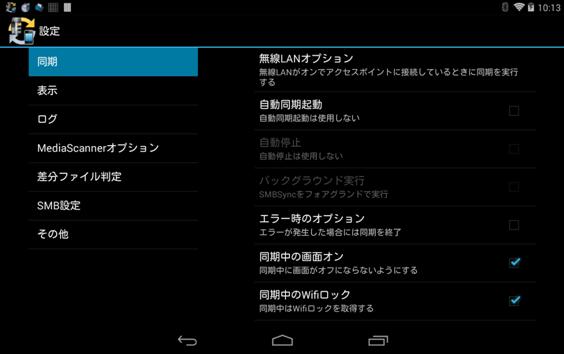 10:13
設定
同期
表示
ログ
MediaScannerオプション
差分ファイル判定
SMB設定
その他
無線LANオプション
無線LANがオンでアクセスポイントに接続しているときに同期を実行
する
自動同期起動
自動同期起動は使用しない
自動停止
自動停止は使用しない
バックグラウンド実行
SMBSyncをフォアグランドで実行
エラー時のオプション
エラーが発生した場合には同期を終了
同期中の画面オン
同期中に画面がオフにならないようにする
同期中のWifiロック
同期中はWifiロックを取得する